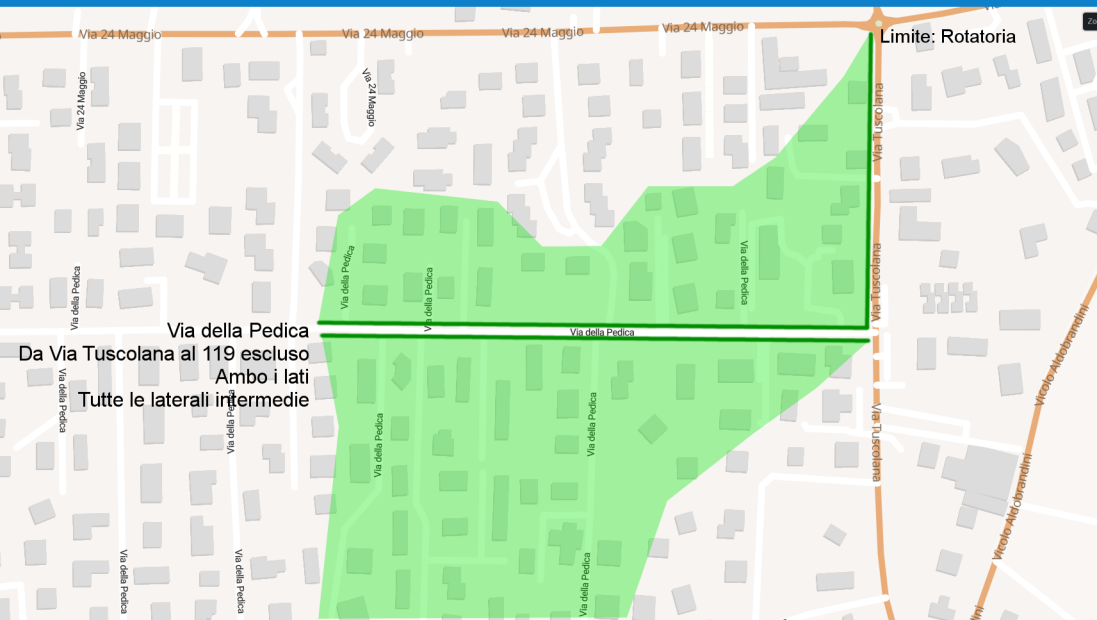 Via 24 Maggio
Via 24 Maggio
Via 24 Maggio
Via 24 Maggio
Limite: Rotatoria
Via 24 Maggio
Via 24 Maggio
Via Tuscolana
Via della Pedica
Via della Pedica
Via della Pedica
Via della Pedica
Via Tuscolana
Via della Pedica
Da Via Tuscolana al 119 escluso
Ambo i lati
Tutte le laterali intermedie
Via della Pedica
Vicolo Aldobrandini
Via della Pedica
Via della Pedica
Via della Pedica
Via della Pedica
Via Tuscolana
Vicolo Aldobrandini
Via della Pedica
Via della Pedica
Via della Pedica